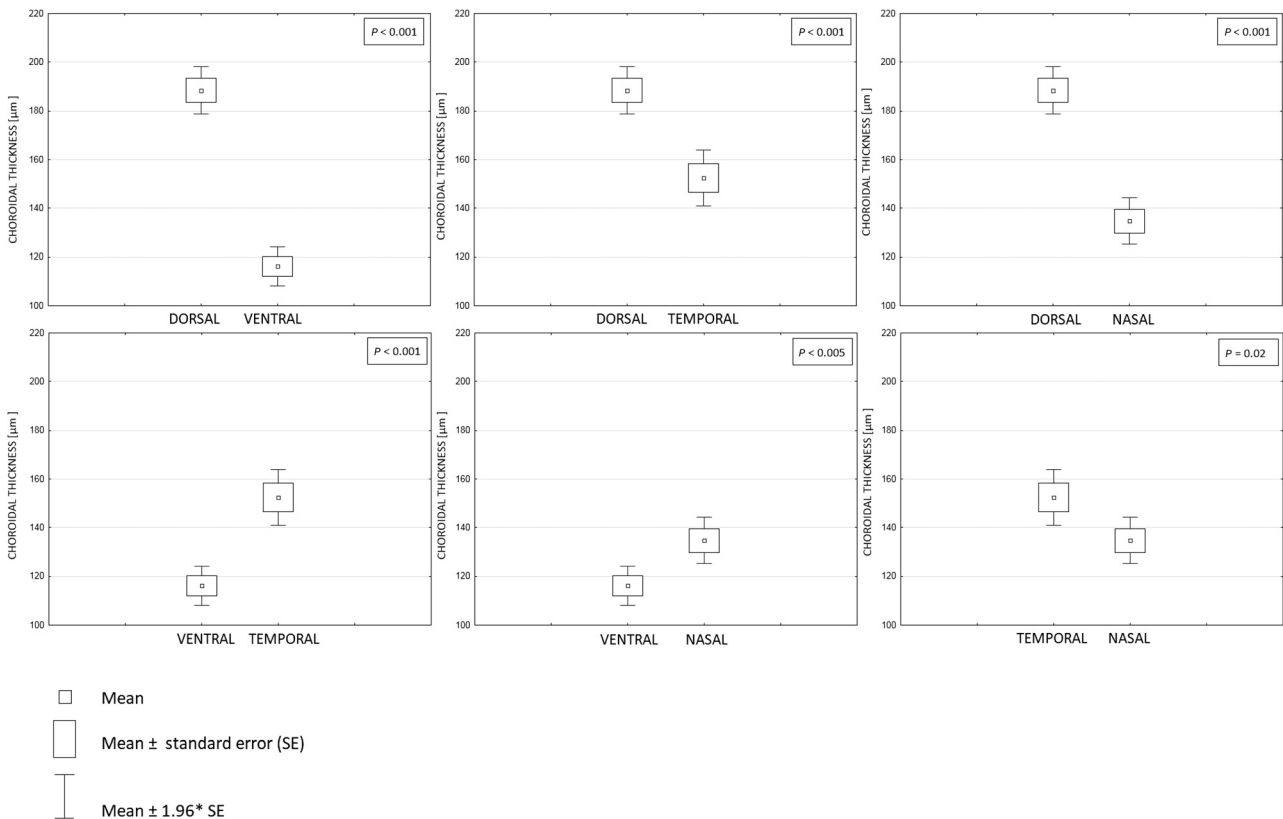 220
200
180
160
140
120
100
CHOROIDAL THICKNESS [µm]
P < 0.001
DORSAL VENTRAL
220
200
180
160
140
120
100
CHOROIDAL THICKNESS [µm ]
P < 0.001
DORSAL TEMPORAL
220
200
180
160
140
120
100
CHOROIDAL THICKNESS [µm ]
P < 0.001
DORSAL NASAL
220
200
180
160
140
120
100
CHOROIDAL THICKNESS [µm ]
P < 0.001
VENTRAL TEMPORAL
220
200
180
160
140
120
100
CHOROIDAL THICKNESS [µm ]
P < 0.005
VENTRAL NASAL
220
200
180
160
140
120
100
CHOROIDAL THICKNESS [µm ]
P = 0.02
TEMPORAL NASAL
Mean
Mean ± standard error (SE)
Mean ± 1.96* SE